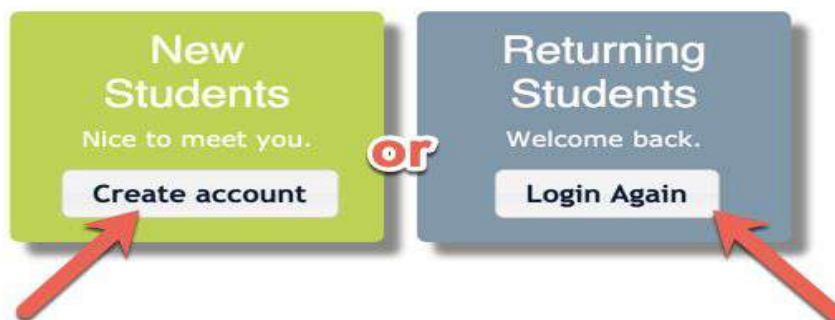 New
Students
Nice to meet you.
Create account
or
Returning
Students
Welcome back.
Login Again